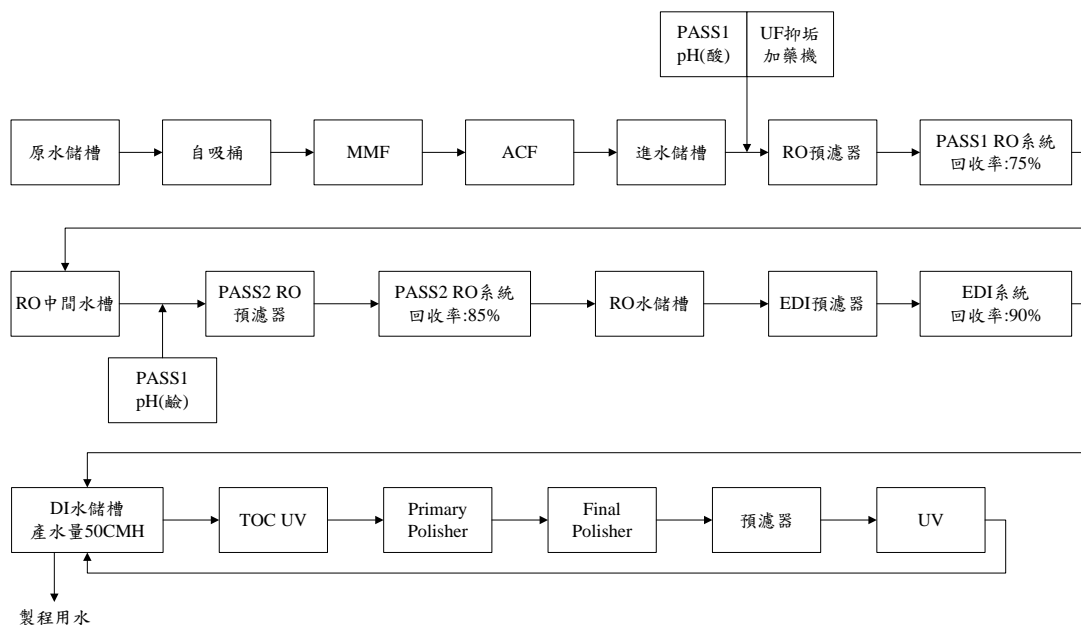 PASS1
pH(酸)
UF抑垢
加藥機
原水儲槽
自吸桶
MMF
ACF
進水儲槽
RO預濾器
PASS1 RO系統
回收率:75%
RO中間水槽
PASS2 RO
預濾器
PASS2 RO系統
回收率:85%
RO水儲槽
EDI預濾器
EDI系統
回收率:90%
PASS1
pH(鹼)
DI水儲槽
產水量50CMH
TOC UV
Primary
Polisher
Final
Polisher
預濾器
UV
製程用水